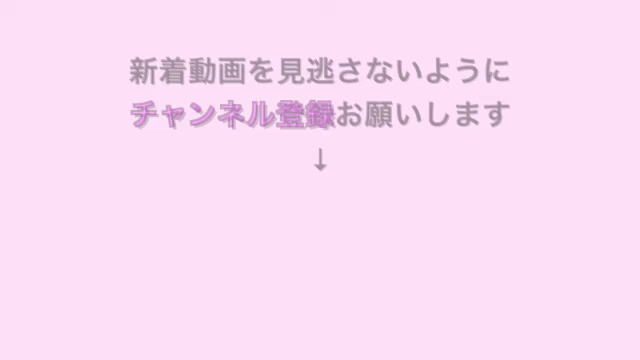 新着動画を見逃さないように
チャンネル登録お願いします
↓